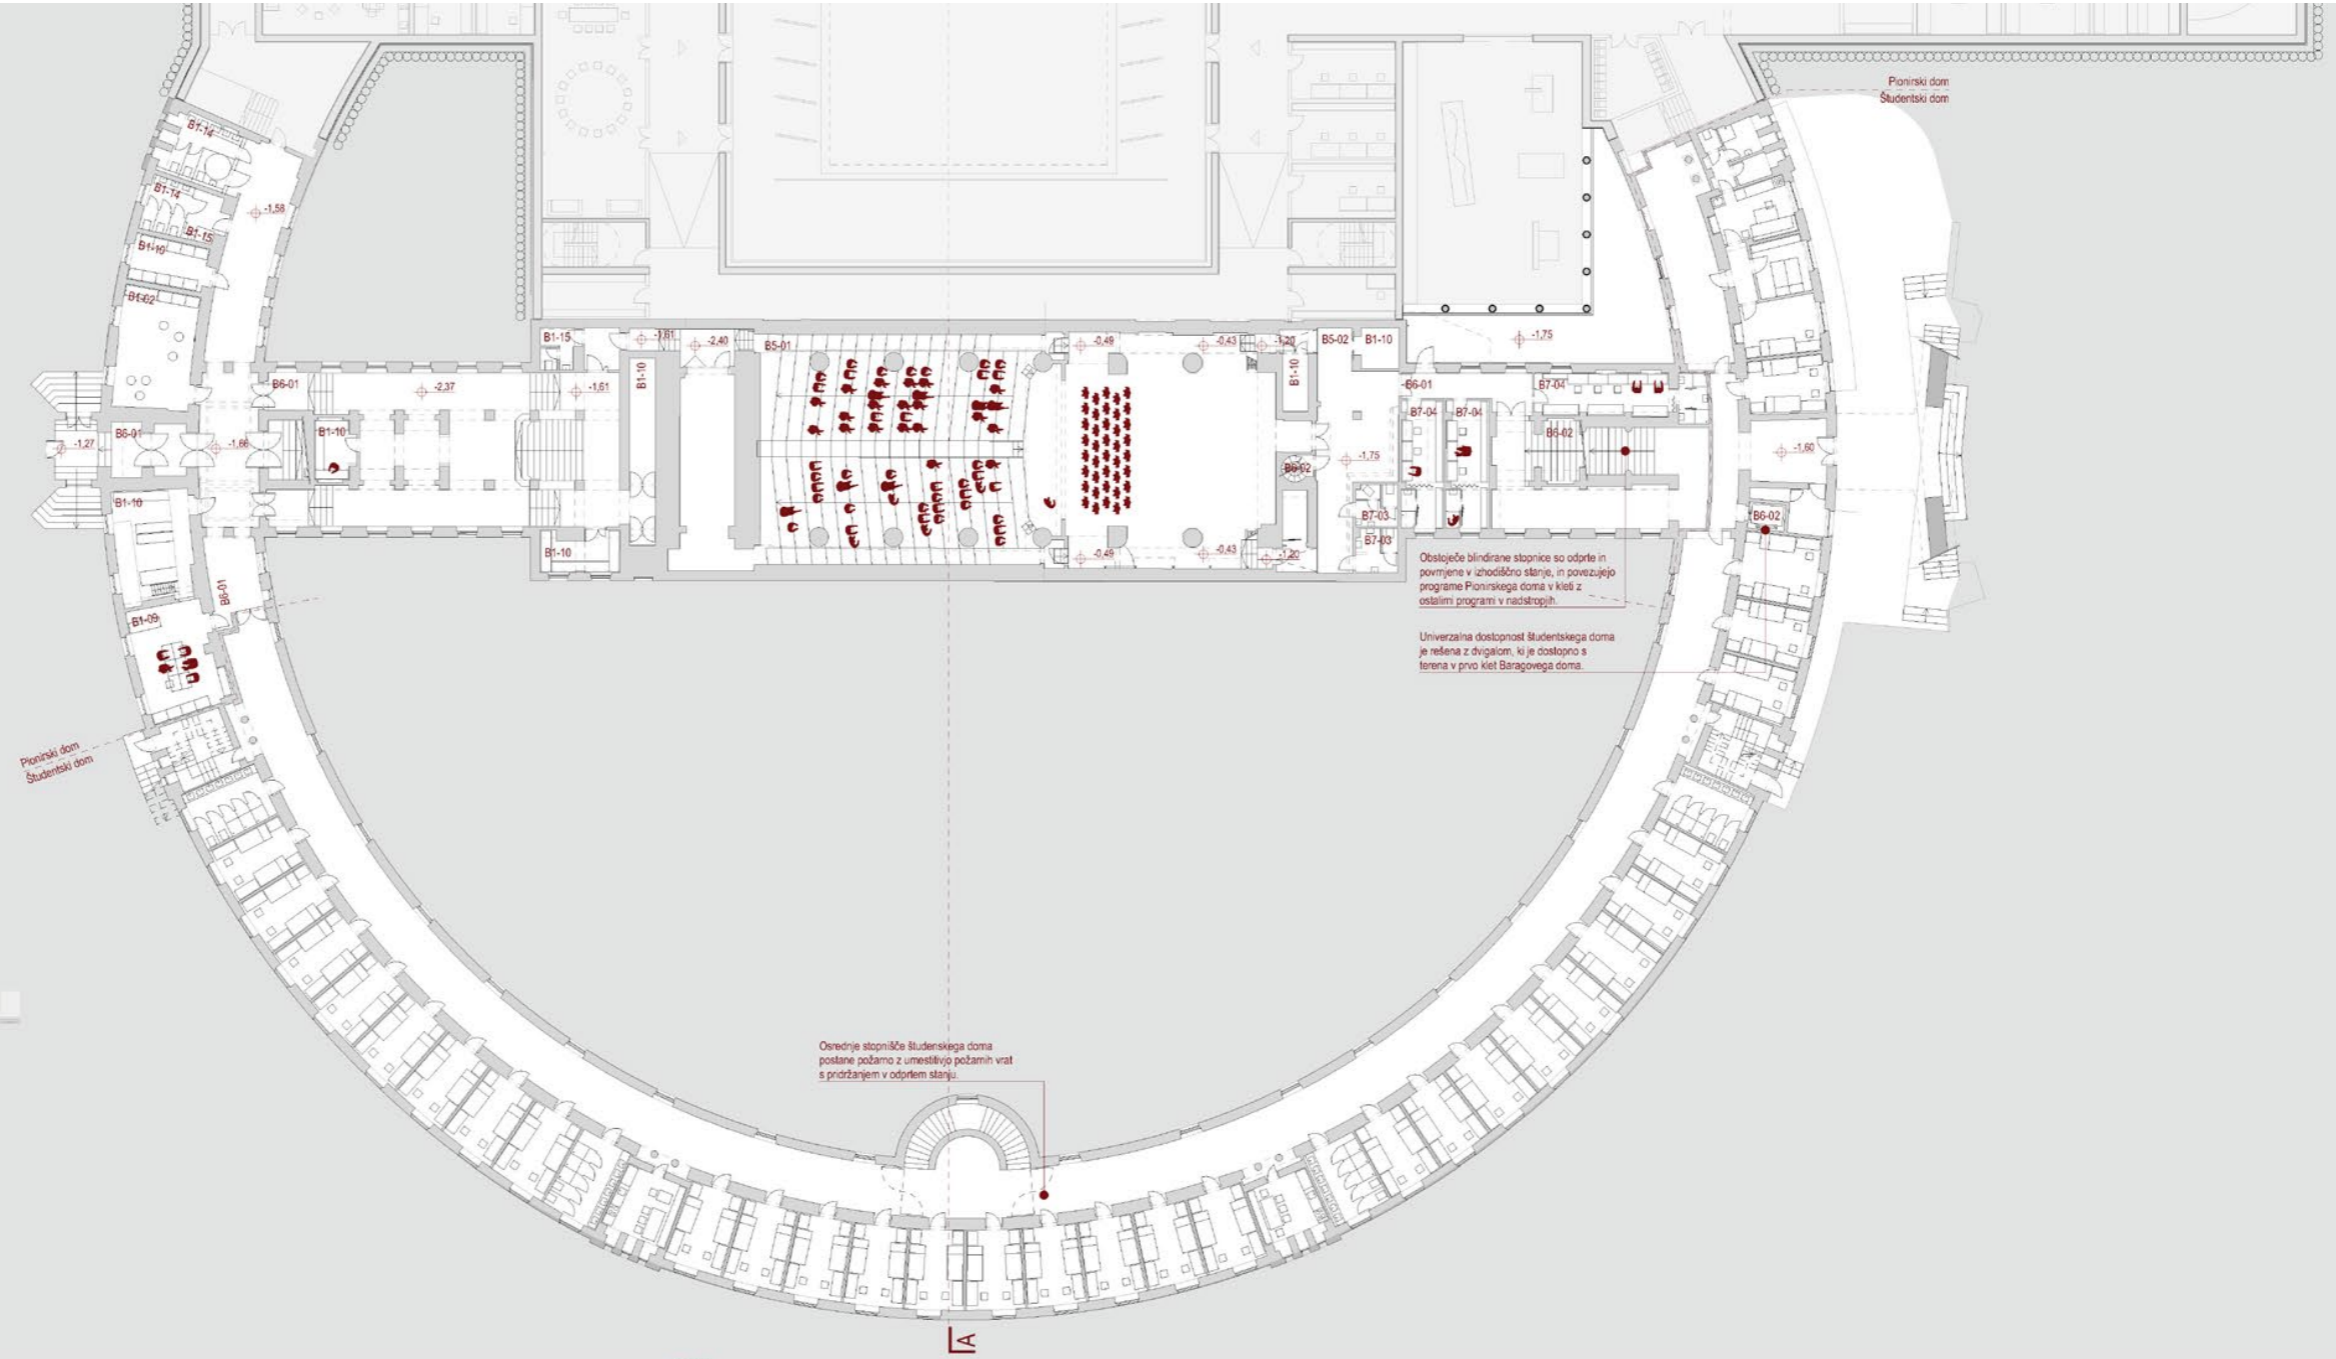 Pionirski dom
Študentski dom
B1-14
B1-14
-1,58
B1-15
B1-10
B1-02
B1-15
-1,61
-2,40
B5-01
-0,49
-0,43
-1,20
B5-02
B1-10
-1,75
B6-01
-2,37
-1,61
B1-10
B1-10
B6-01
B7-04
B7-04
B7-04
B6-01
-1,27
-1,66
B1-10
B6-02
-1,60
B6-02
-1,75
B1-10
B7-03
B6-02
B7-03
B1-10
-0,49
-0,43
-1,20
B6-01
B1-09
Obstoječe blindirane stopnice so odprte in
povrnjene v izhodiščno stanje, in povezujejo
programe Pionirskega doma v kleti z
ostalimi programi v nadstropjih.
Univerzalna dostopnost študentskega doma
je rešena z dvigalom, ki je dostopno s
terena v prvo klet Baragovega doma.
Pionirski dom
Študentski dom
Osrednje stopnišče študenskega doma
postane požarno z umestitvijo požarnih vrat
s pridržanjem v odprtem stanju.
A